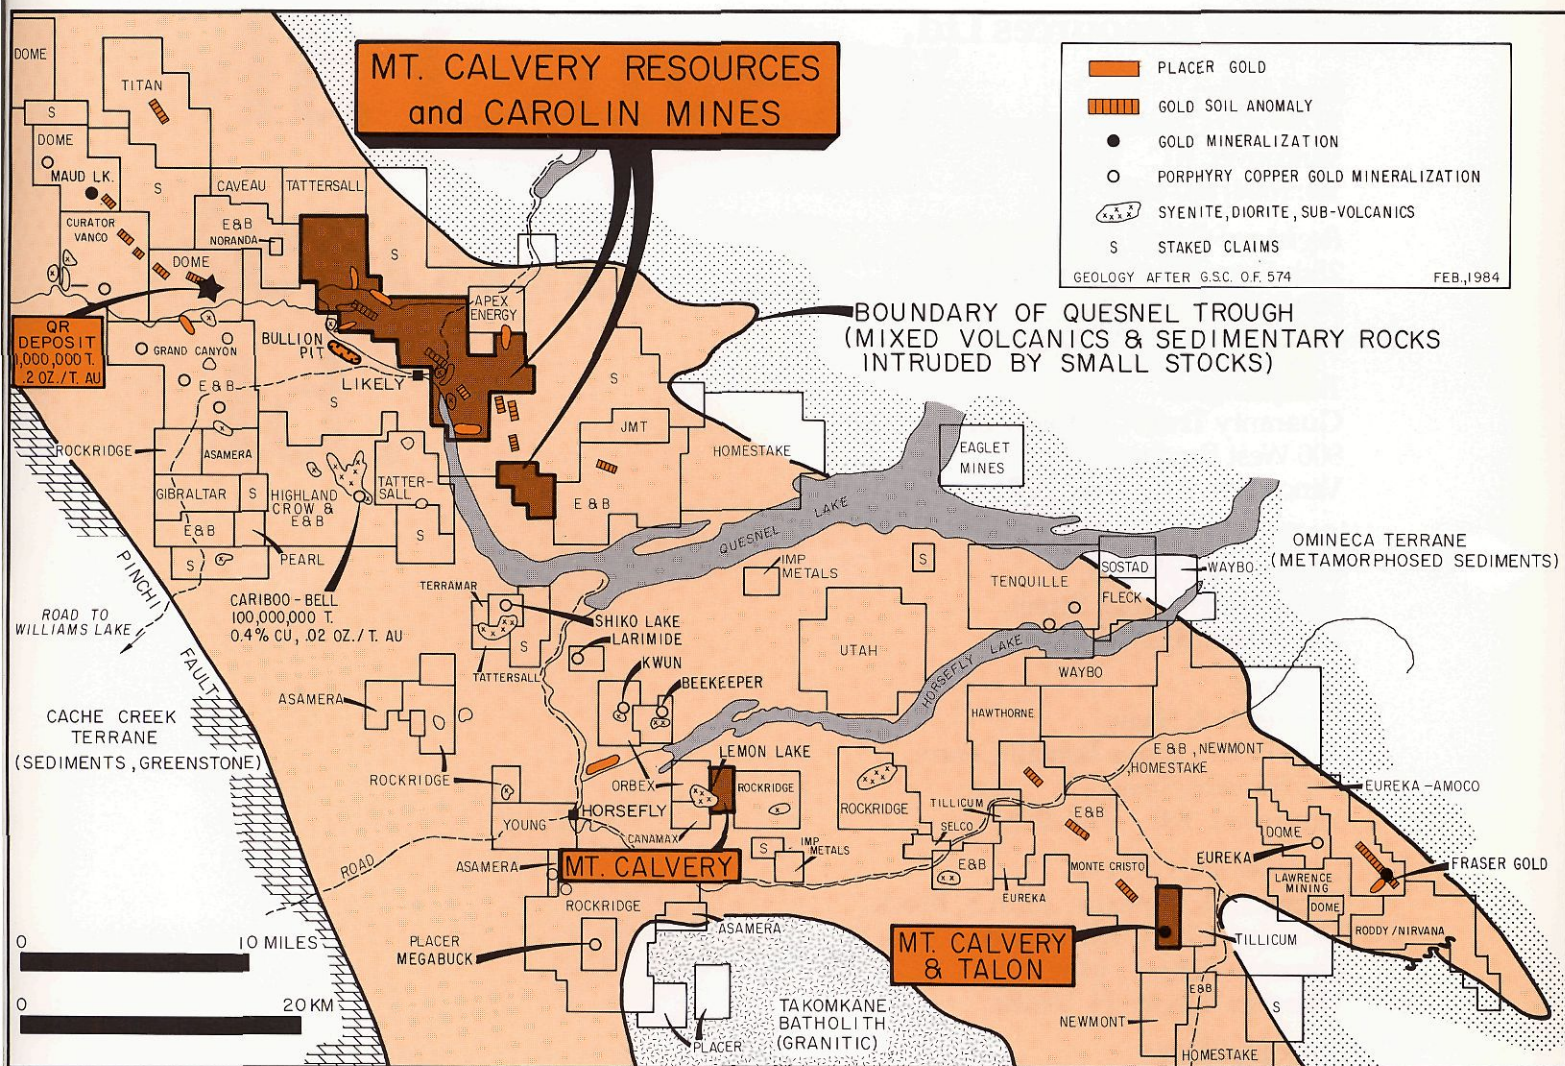 MT. CALVERY RESOURCES
and CAROLIN MINES
PLACER GOLD
GOLD SOIL ANOMALY
GOLD MINERALIZATION
PORPHYRY COPPER GOLD MINERALIZATION
SYENITE, DIORITE, SUB-VOLCANICS
S STAKED CLAIMS
GEOLOGY AFTER G.S.C. O.F. 574
FEB., 1984
BOUNDARY OF QUESNEL TROUGH
(MIXED VOLCANICS & SEDIMENTARY ROCKS
INTRUDED BY SMALL STOCKS)
DOME
TITAN
S
DOME
MAUD LK.
S
CAVEAU
TATTERSALL
CURATOR
VANCO
E&B
NORANDA
S
DOME
APEX
ENERGY
QR
DEPOSIT
1,000,000 T.
.2 OZ./T. AU
GRAND CANYON
BULLION
PIT
LIKELY
E&B
S
S
JMT
HOMESTAKE
EAGLET
MINES
ROCKRIDGE
ASAMERA
GIBRALTAR
S
HIGHLAND
CROW &
E&B
TATTER-
SALL
E&B
E&B
S
S
PEARL
QUESNEL LAKE
OMINECA TERRANE
(METAMORPHOSED SEDIMENTS)
PINCHI
FAULT
ROAD TO
WILLIAMS LAKE
CARIBOO-BELL
100,000,000 T.
0.4% CU, .02 OZ./T. AU
TERRAMAR
SHIKO LAKE
LARIMIDE
S
TATTERSALL
KWUN
BEEKEEPER
IMP
METALS
S
TENQUILLE
SOSTAD
WAYBO
FLECK
UTAH
HORSEFLY LAKE
WAYBO
HAWTHORNE
ASAMERA
CACHE CREEK
TERRANE
(SEDIMENTS, GREENSTONE)
ROCKRIDGE
ORBEX
LEMON LAKE
ROCKRIDGE
ROCKRIDGE
E&B, NEWMONT,
HOMESTAKE
EUREKA-AMOCO
YOUNG
HORSEFLY
CANAMAX
TILLICUM
SELCO
E&B
DOME
EUREKA
FRASER GOLD
ROAD
ASAMERA
MT. CALVERY
S
IMP
METALS
E&B
EUREKA
MONTE CRISTO
LAWRENCE
MINING
DOME
RODDY/NIRVANA
ROCKRIDGE
ASAMERA
PLACER
MEGABUCK
MT. CALVERY
& TALON
TILLICUM
0 10 MILES
0 20 KM
PLACER
TAKOMKANE
BATHOLITH
(GRANITIC)
E&B
S
NEWMONT
HOMESTAKE